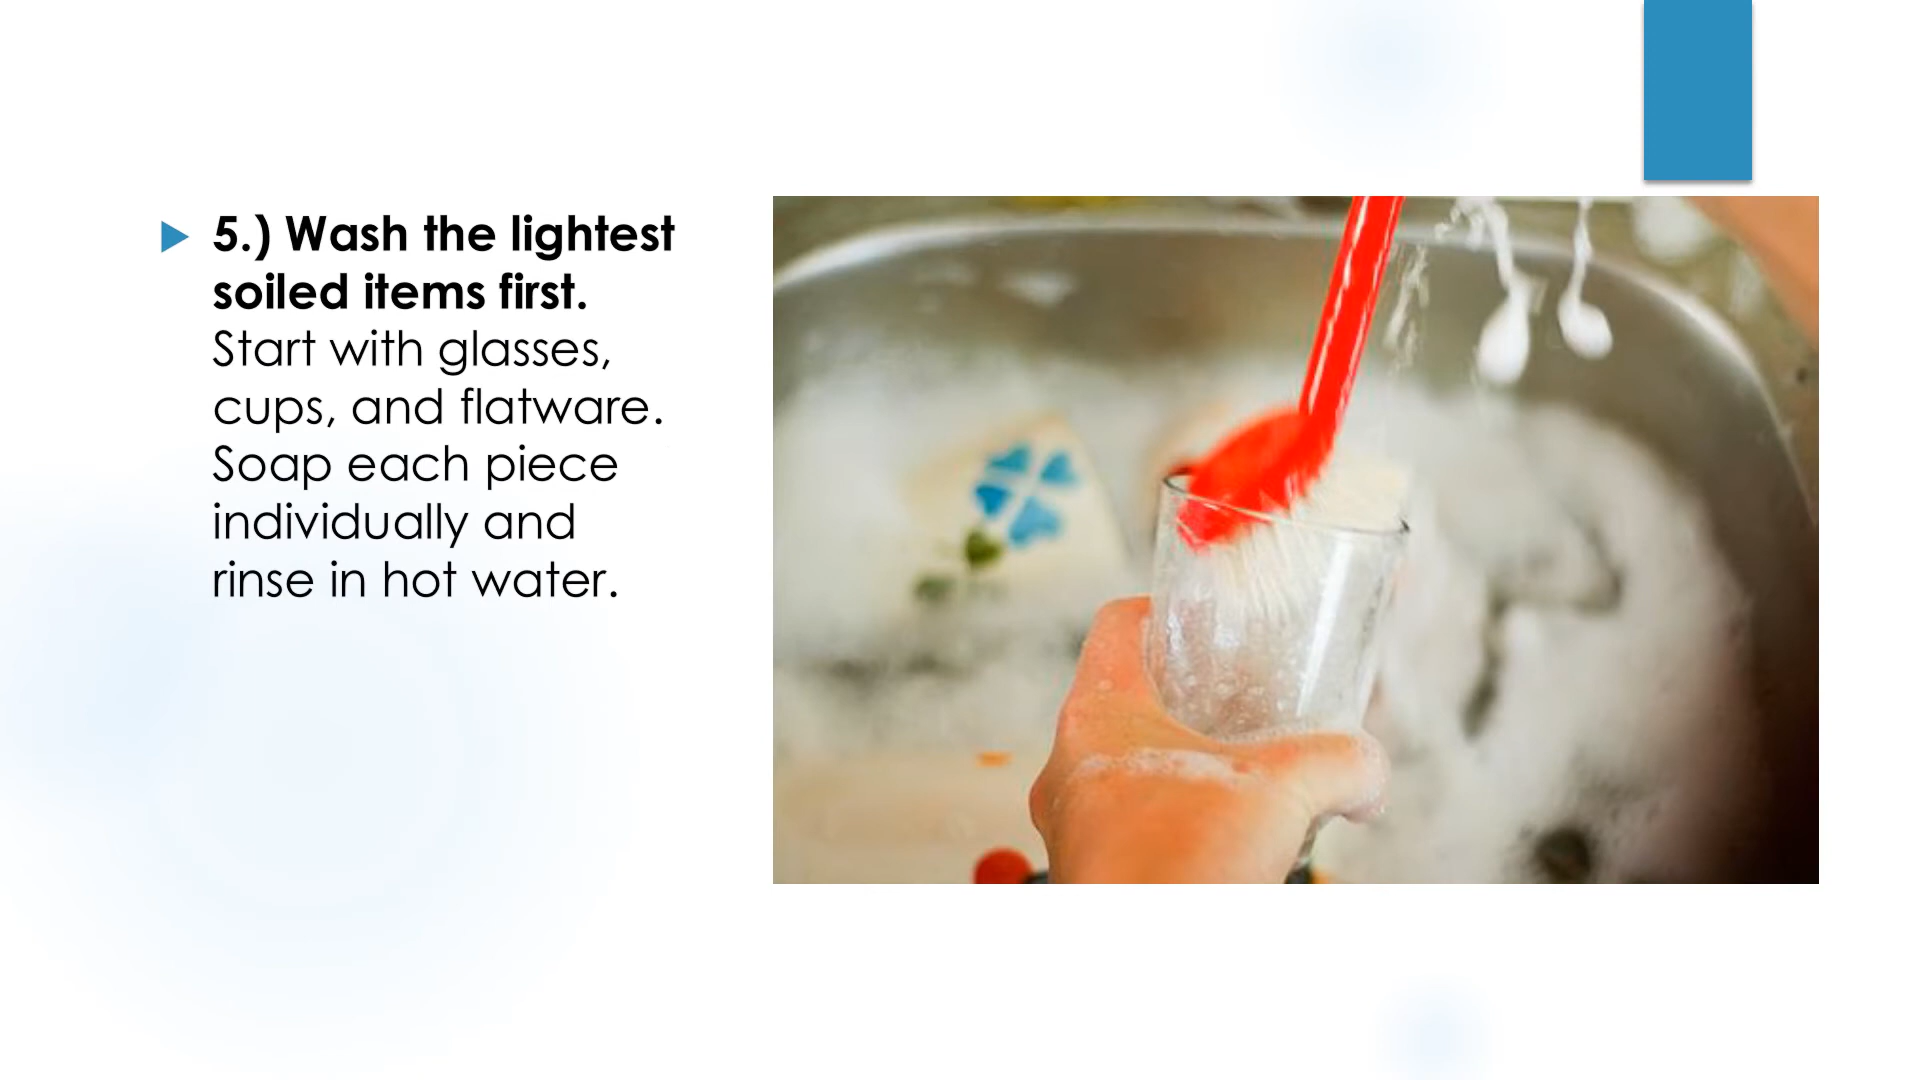 5.) Wash the lightest
soiled items first.
Start with glasses,
cups, and flatware.
Soap each piece
individually and
rinse in hot water.